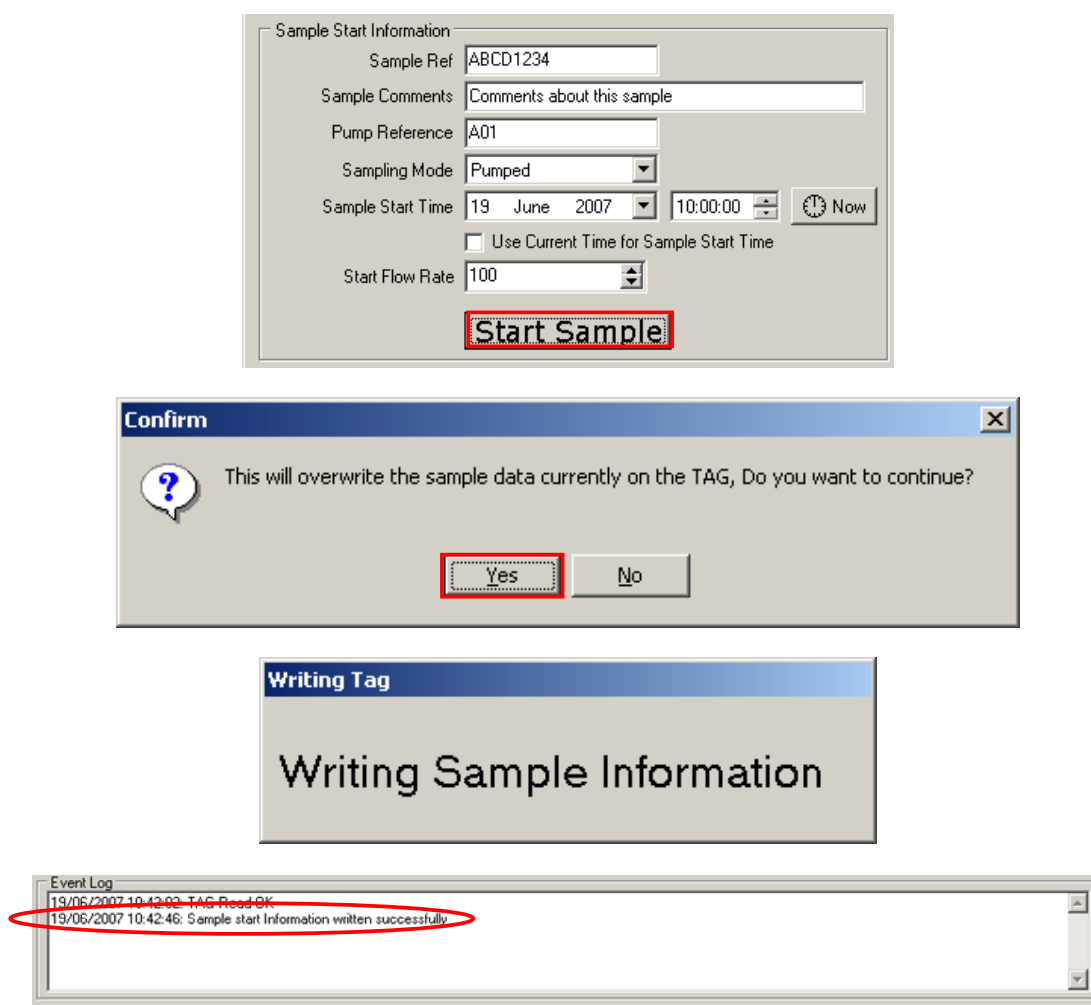 Sample Start Information
Sample Ref ABCD1234
Sample Comments Comments about this sample
Pump Reference A01
Sampling Mode Pumped
Sample Start Time 19 June 2007 10:00:00 Now
Use Current Time for Sample Start Time
Start Flow Rate 100
Start Sample
Confirm
This will overwrite the sample data currently on the TAG, Do you want to continue?
Yes No
Writing Tag
Writing Sample Information
Event Log
19/06/2007 10:42:02: TAG Read OK
19/06/2007 10:42:46: Sample start Information written successfully